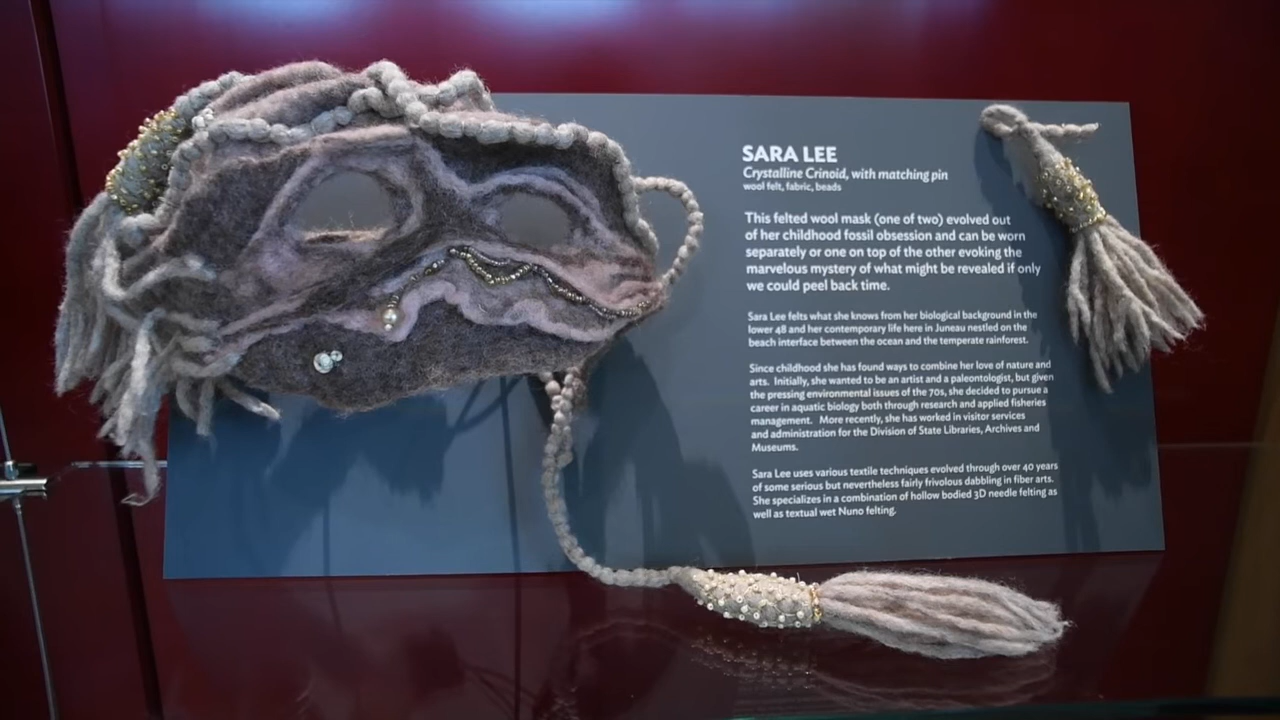 SARA LEE
Crystalline Crinoid, with matching pin
wool felt, fabric, beads
This felted wool mask (one of two) evolved out
of her childhood fossil obsession and can be worn
separately or one on top of the other evoking the
marvelous mystery of what might be revealed if only
we could peel back time.
Sara Lee felts what she knows from her biological background in the
lower 48 and her contemporary life here in Juneau nestled on the
beach interface between the ocean and the temperate rainforest.
Since childhood she has found ways to combine her love of nature and
arts. Initially, she wanted to be an artist and a paleontologist, but given
the pressing environmental issues of the 70s, she decided to pursue a
career in aquatic biology both through research and applied fisheries
management. More recently, she has worked in visitor services
and administration for the Division of State Libraries, Archives and
Museums.
Sara Lee uses various textile techniques evolved through over 40 years
of some serious but nevertheless fairly frivolous dabbling in fiber arts.
She specializes in a combination of hollow bodied 3D needle felting as
well as textual wet Nuno felting.